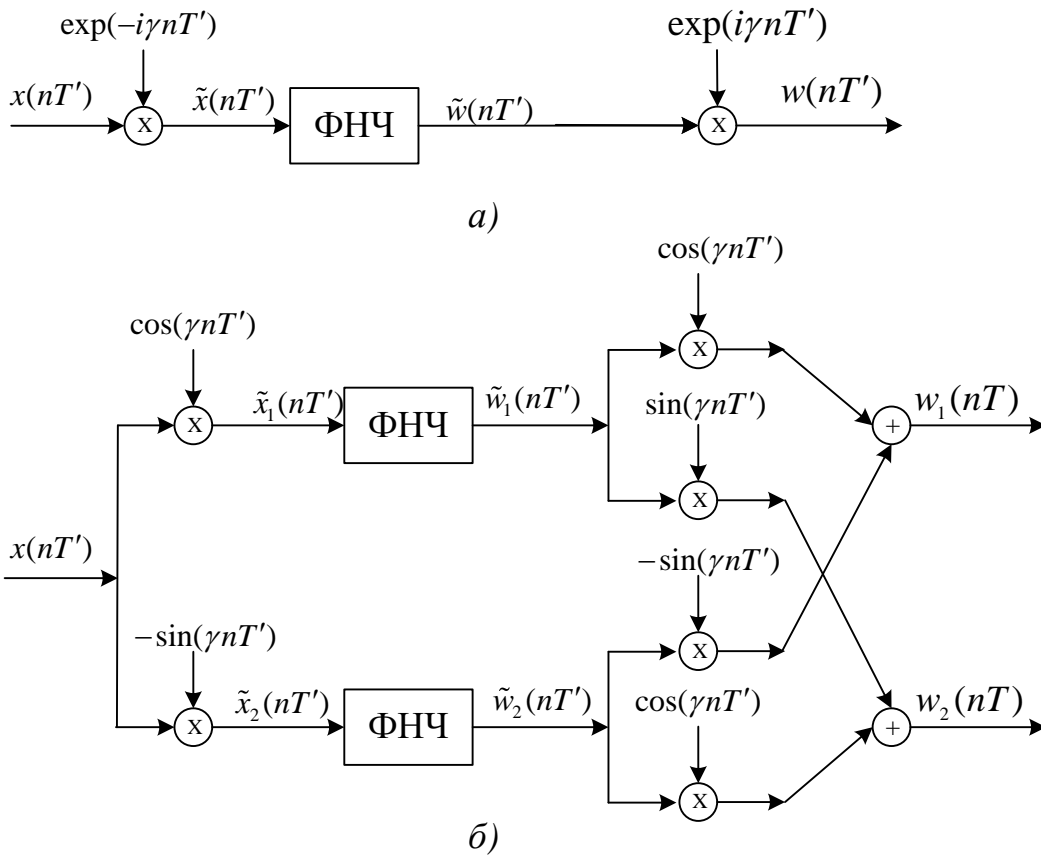 exp(−iγnT′)
exp(iγnT′)
x(nT′)
x̃(nT′)
w̃(nT′)
w(nT′)
X
ФНЧ
X
а)
cos(γnT′)
cos(γnT′)
X
x̃₁(nT′)
w̃₁(nT′)
sin(γnT′)
w₁(nT)
X
ФНЧ
+
X
x(nT′)
−sin(γnT′)
−sin(γnT′)
X
x̃₂(nT′)
w̃₂(nT′)
cos(γnT′)
w₂(nT)
X
ФНЧ
+
X
б)